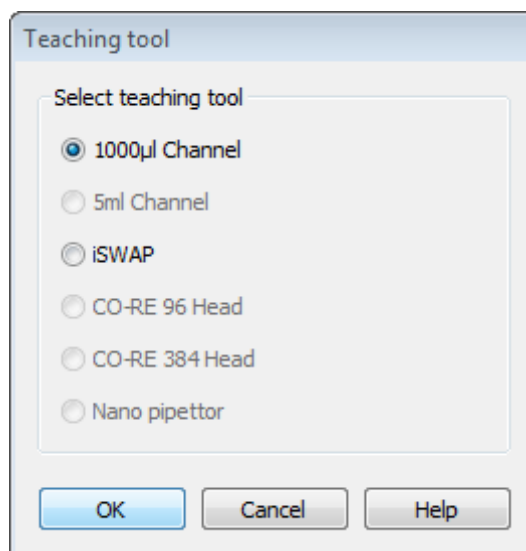 Teaching tool
Select teaching tool
1000µl Channel
5ml Channel
iSWAP
CO-RE 96 Head
CO-RE 384 Head
Nano pipettor
OK Cancel Help